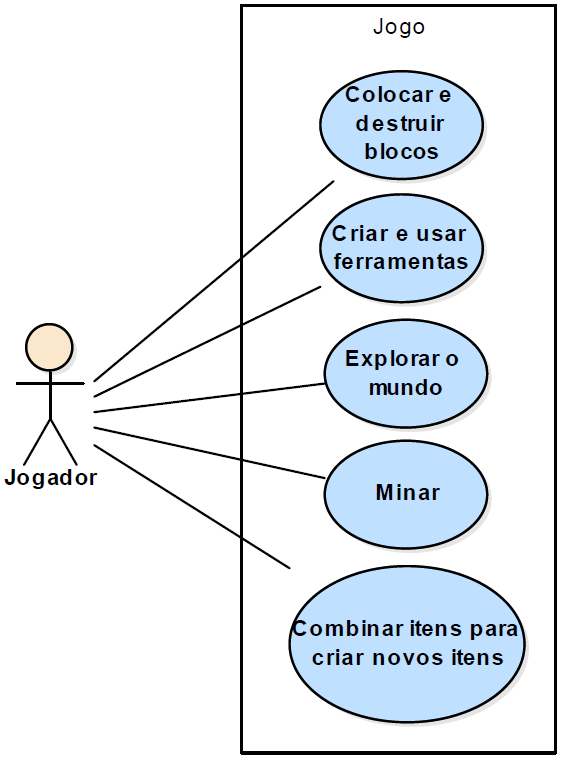 Jogo
Colocar e
destruir
blocos
Criar e usar
ferramentas
Explorar o
mundo
Jogador
Minar
Combinar itens para
criar novos itens